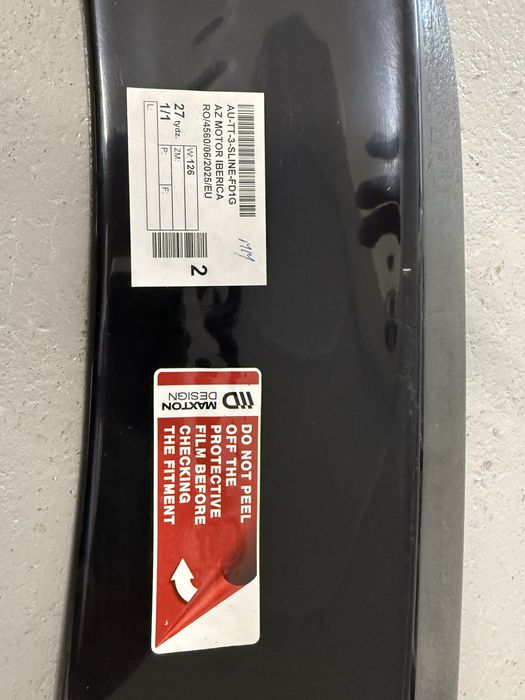 AU-TT-3-SLINE-FD1G
AZ MOTOR IBERICA
RO/4560/06/2025/EU
27 tydz.
1/1
W:126
ZM:
L:
P:
F:
2
MAXTON
DESIGN
DO NOT PEEL
OFF THE
PROTECTIVE
FILM BEFORE
CHECKING
THE FITMENT